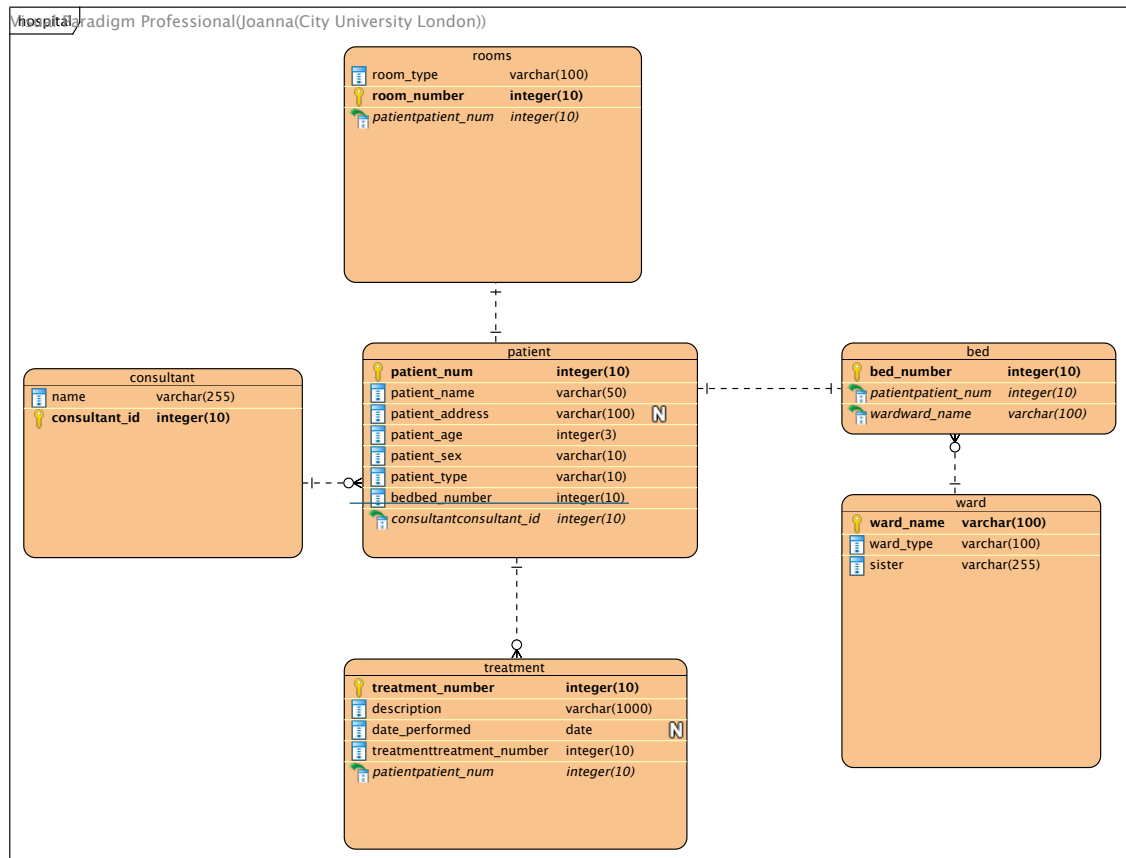 Visual Paradigm Professional(Joanna(City University London))
hospital
rooms
room_type varchar(100)
room_number integer(10)
patientpatient_num integer(10)
patient
patient_num integer(10)
patient_name varchar(50)
patient_address varchar(100) N
patient_age integer(3)
patient_sex varchar(10)
patient_type varchar(10)
bedbed_number integer(10)
consultantconsultant_id integer(10)
bed
bed_number integer(10)
patientpatient_num integer(10)
wardward_name varchar(100)
consultant
name varchar(255)
consultant_id integer(10)
ward
ward_name varchar(100)
ward_type varchar(100)
sister varchar(255)
treatment
treatment_number integer(10)
description varchar(1000)
date_performed date N
treatmenttreatment_number integer(10)
patientpatient_num integer(10)